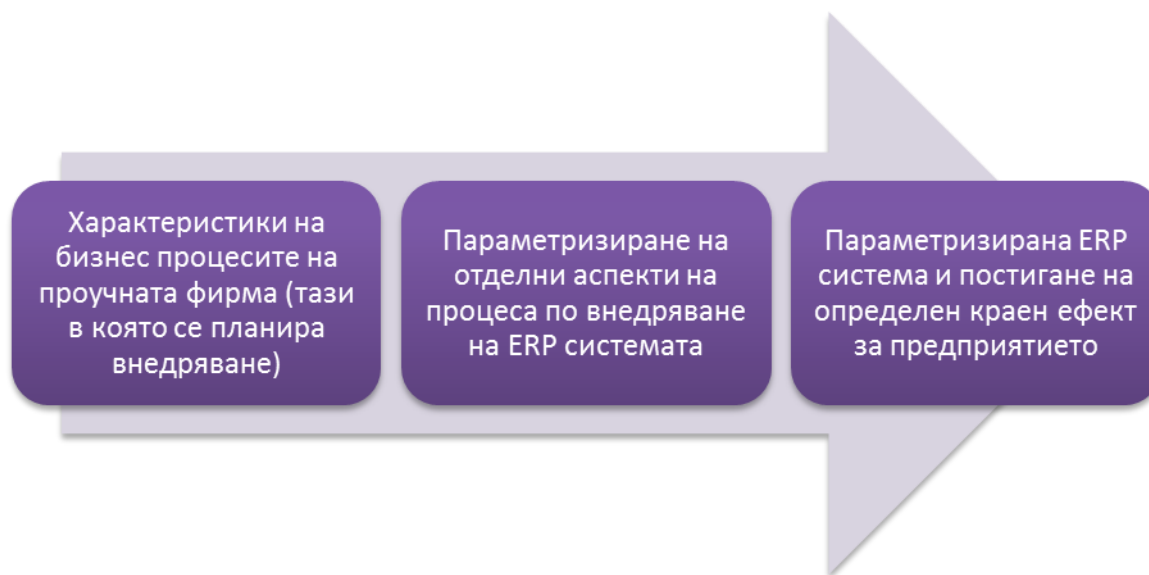 Характеристики на
бизнес процесите на
проучната фирма (тази
в която се планира
внедряване)
Параметризиране на
отделни аспекти на
процеса по внедряване
на ERP системата
Параметризирана ERP
система и постигане на
определен краен ефект
за предприятието